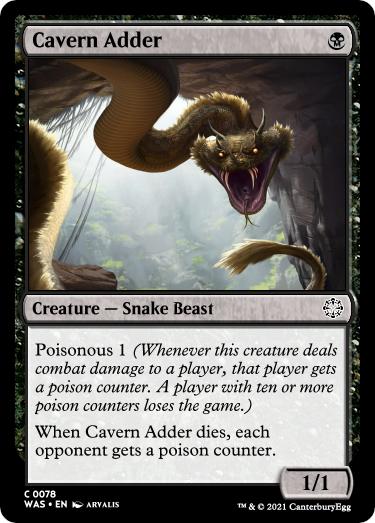 Cavern Adder
Creature — Snake Beast
Poisonous 1 (Whenever this creature deals
combat damage to a player, that player gets
a poison counter. A player with ten or more
poison counters loses the game.)
When Cavern Adder dies, each
opponent gets a poison counter.
1/1
C 0078
WAS • EN ARVALIS
™ & © 2021 CanterburyEgg